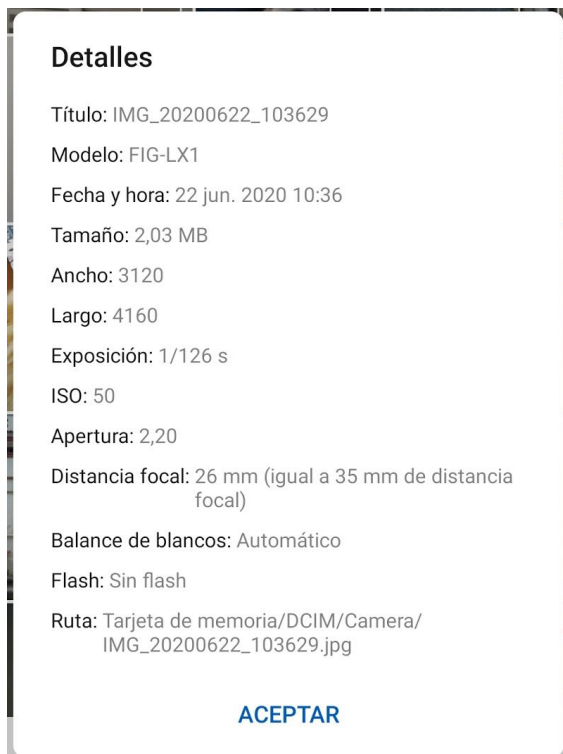 Detalles
Título: IMG_20200622_103629
Modelo: FIG-LX1
Fecha y hora: 22 jun. 2020 10:36
Tamaño: 2,03 MB
Ancho: 3120
Largo: 4160
Exposición: 1/126 s
ISO: 50
Apertura: 2,20
Distancia focal: 26 mm (igual a 35 mm de distancia
focal)
Balance de blancos: Automático
Flash: Sin flash
Ruta: Tarjeta de memoria/DCIM/Camera/
IMG_20200622_103629.jpg
ACEPTAR